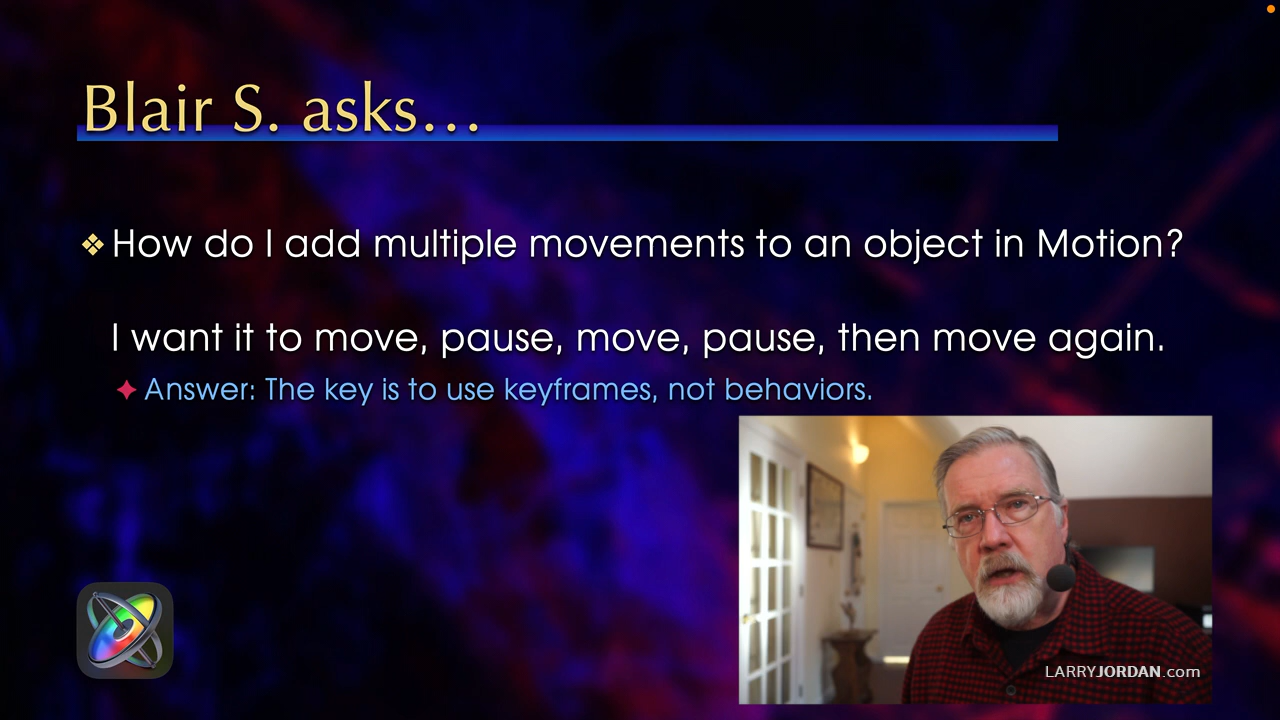 Blair S. asks…
How do I add multiple movements to an object in Motion?
I want it to move, pause, move, pause, then move again.
Answer: The key is to use keyframes, not behaviors.
LARRYJORDAN.com